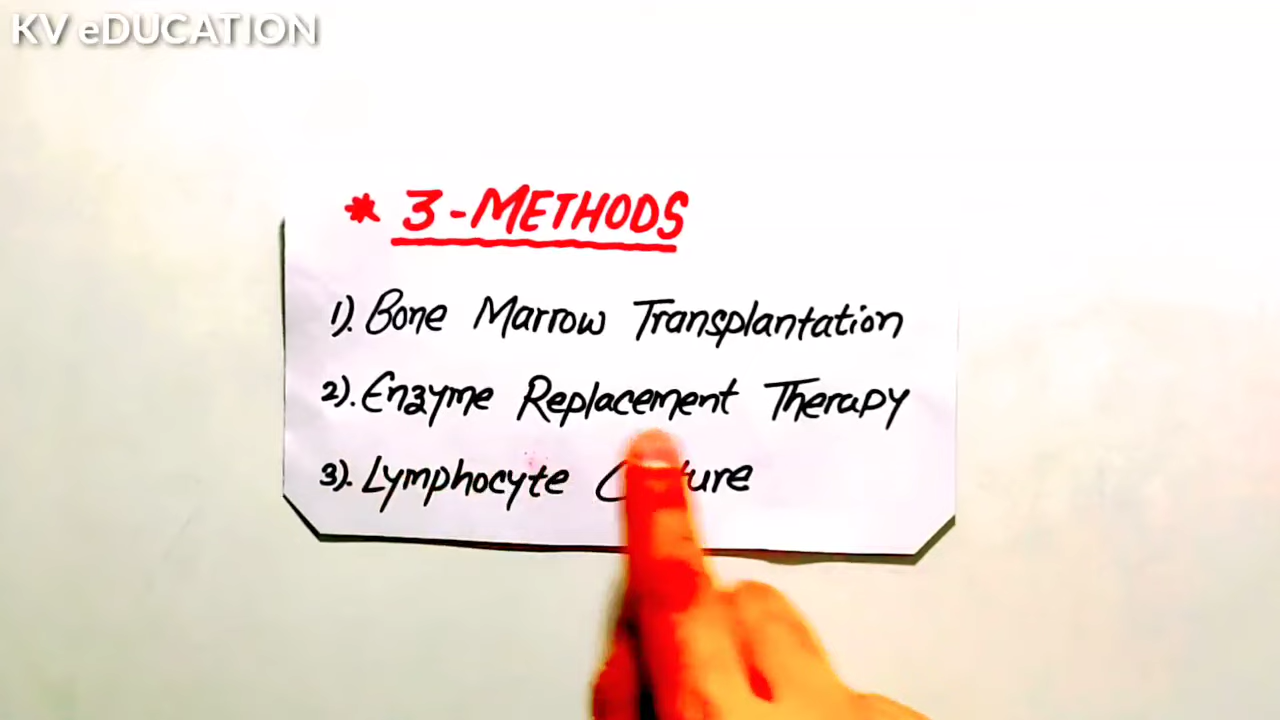 KV eDUCATION
* 3-METHODS
1). Bone Marrow Transplantation
2). Enzyme Replacement Therapy
3). Lymphocyte